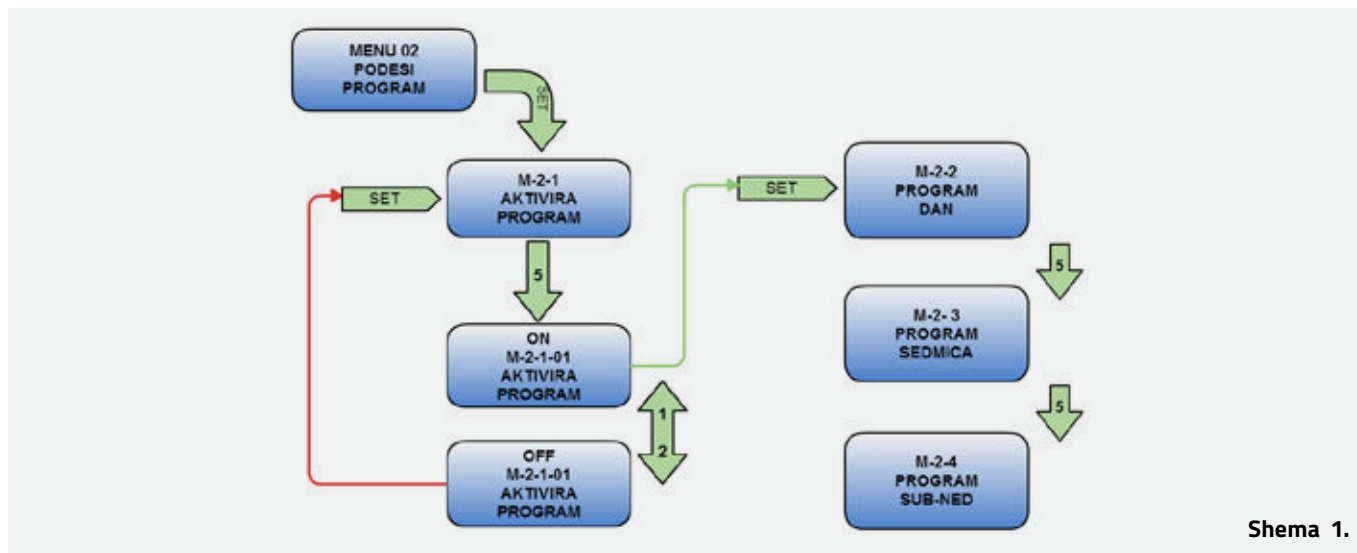 MENU 02
PODESI
PROGRAM
SET
M-2-1
AKTIVIRA
PROGRAM
SET
5
ON
M-2-1-01
AKTIVIRA
PROGRAM
1
2
OFF
M-2-1-01
AKTIVIRA
PROGRAM
SET
M-2-2
PROGRAM
DAN
5
M-2- 3
PROGRAM
SEDMICA
5
M-2-4
PROGRAM
SUB-NED
Shema 1.